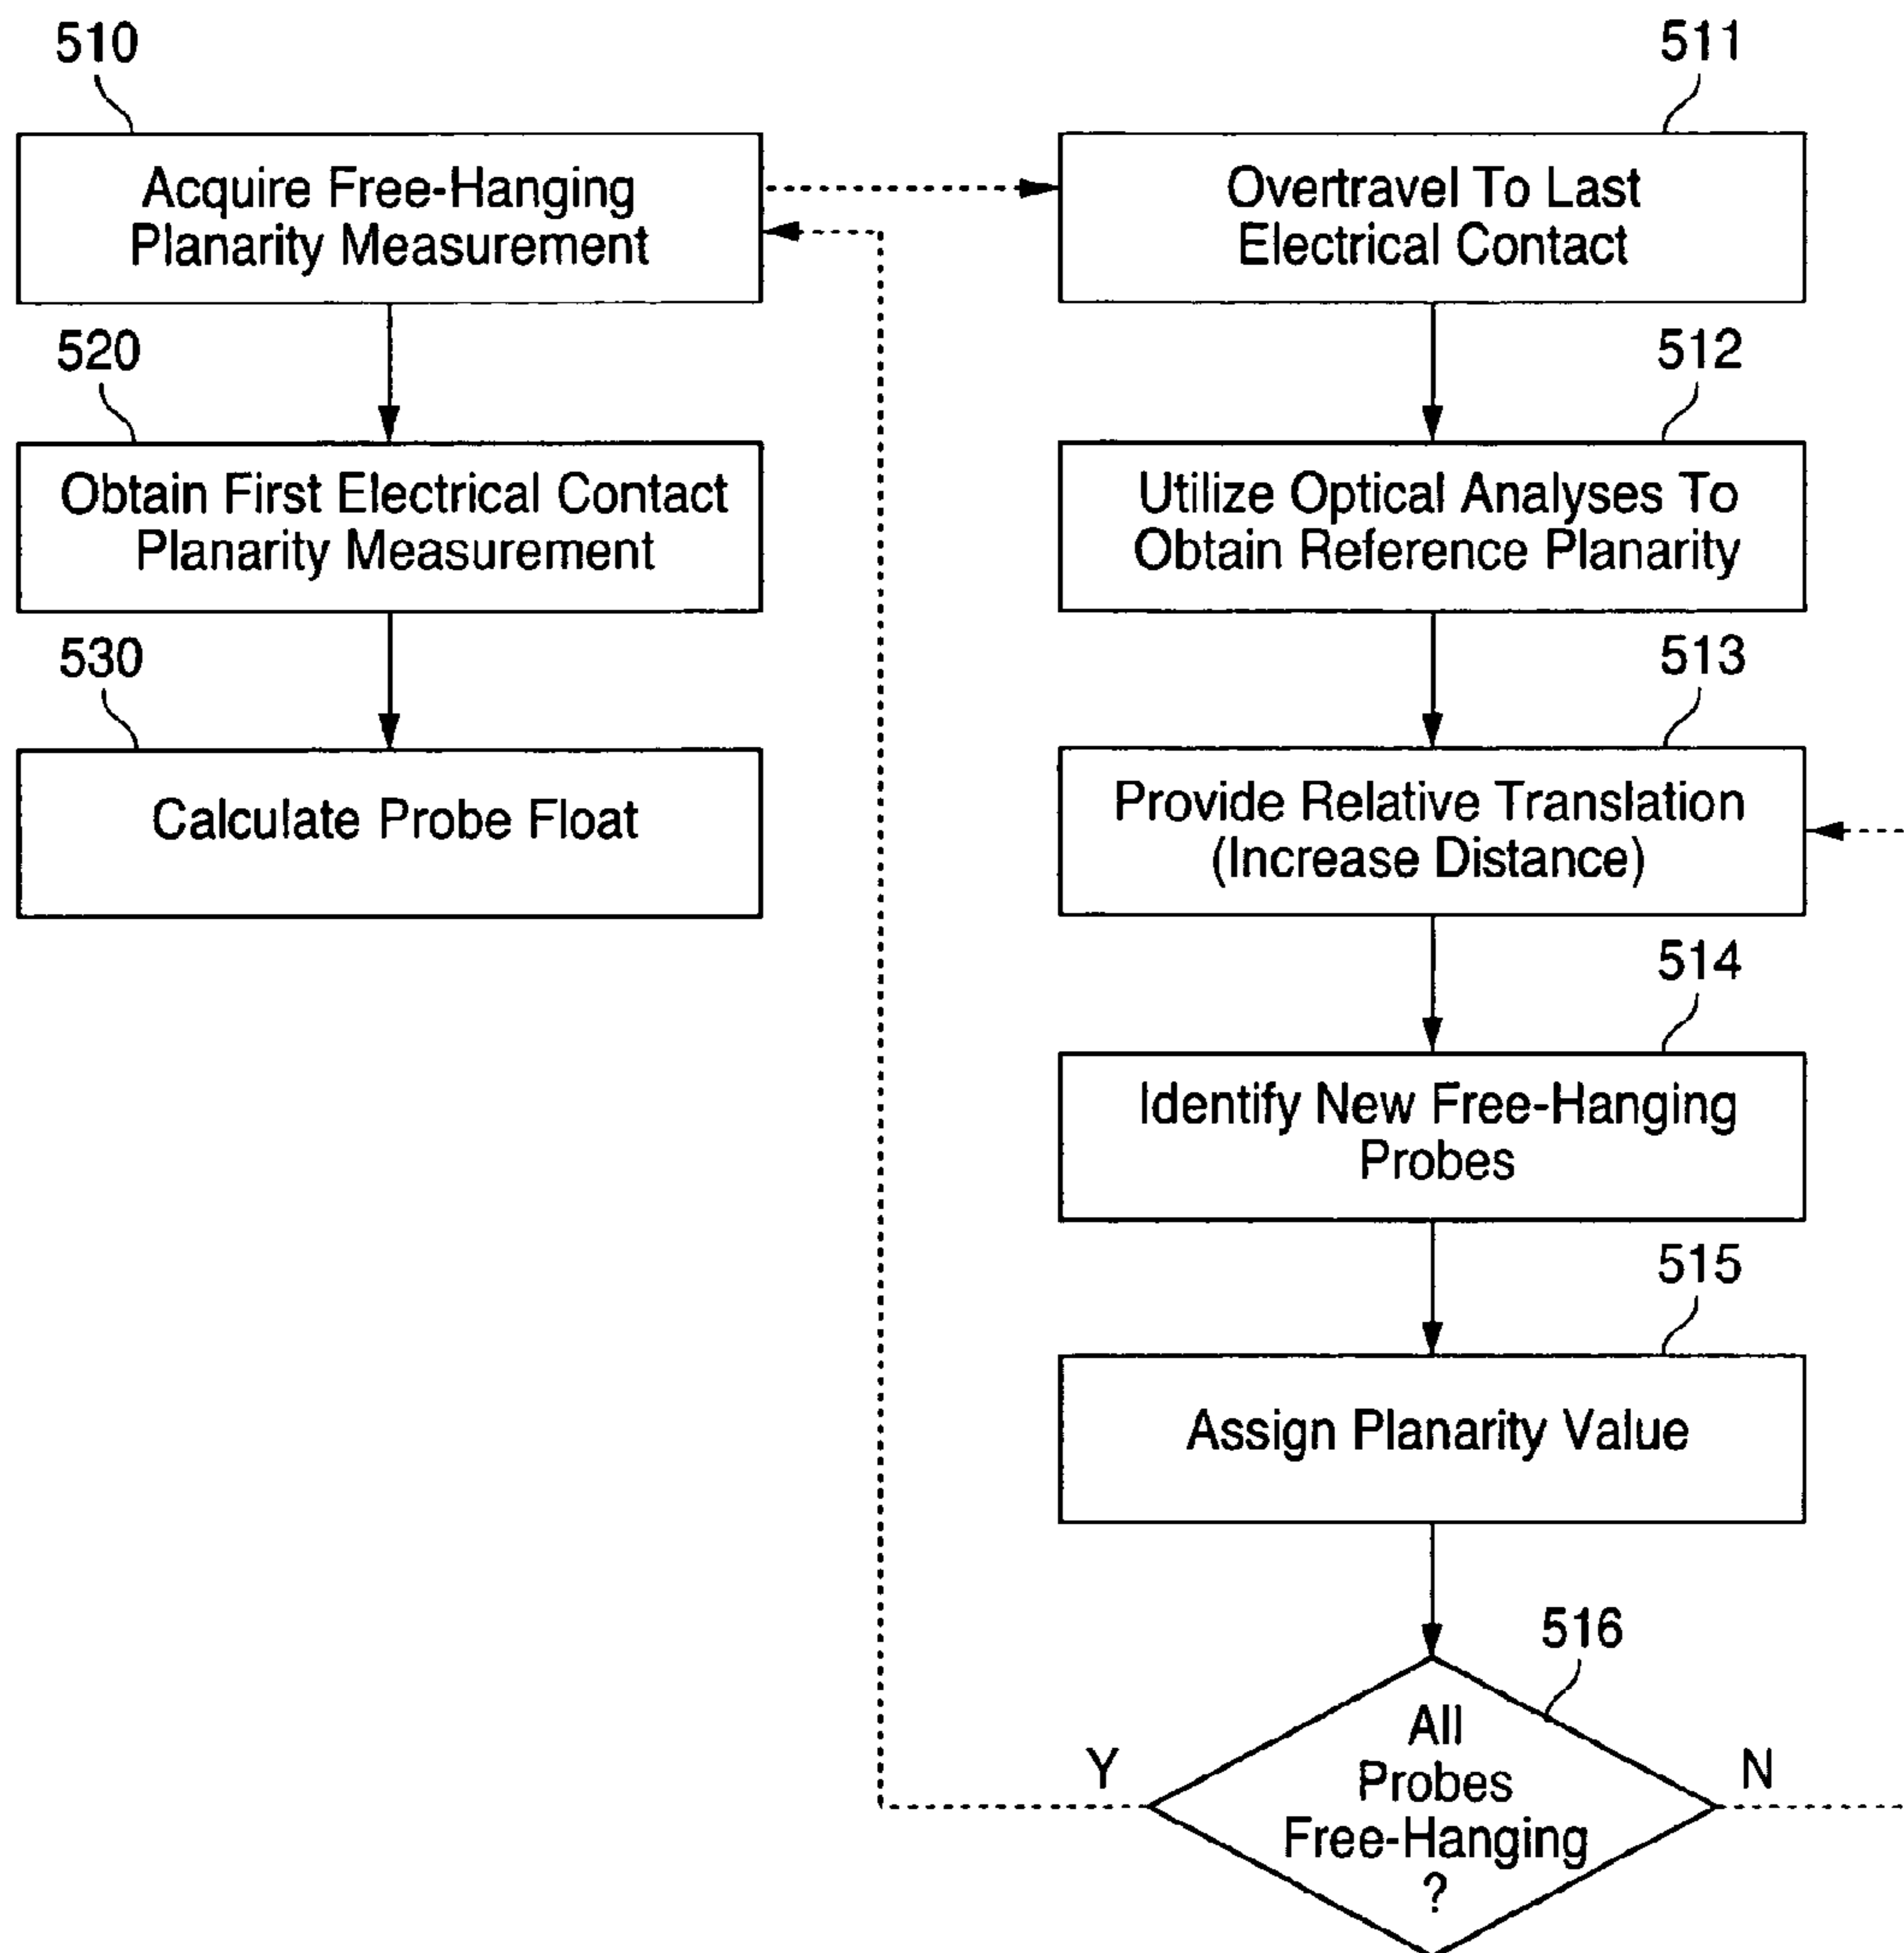 510
Acquire Free-Hanging
Planarity Measurement
520
Obtain First Electrical Contact
Planarity Measurement
530
Calculate Probe Float
511
Overtravel To Last
Electrical Contact
512
Utilize Optical Analyses To
Obtain Reference Planarity
513
Provide Relative Translation
(Increase Distance)
514
Identify New Free-Hanging
Probes
515
Assign Planarity Value
516
All
Probes
Free-Hanging
?
Y
N